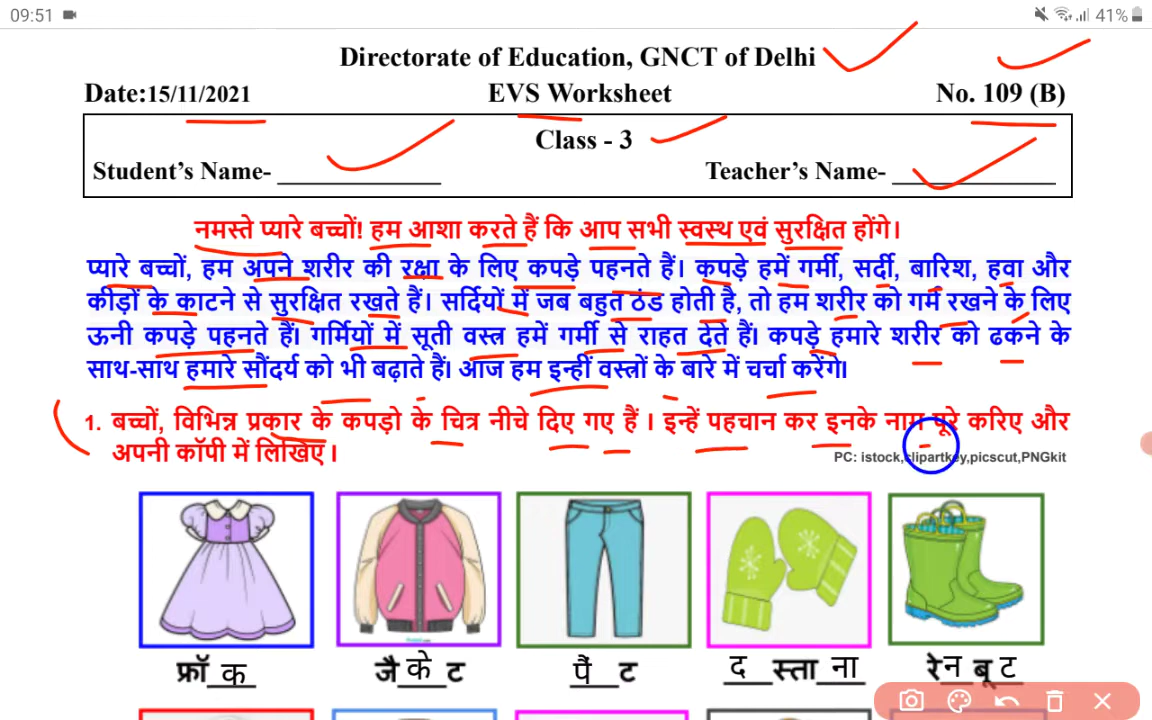 09:51
41%
Directorate of Education, GNCT of Delhi
Date:15/11/2021 EVS Worksheet No. 109 (B)
Class - 3
Student's Name- ____________ Teacher's Name- ____________
नमस्ते प्यारे बच्चों! हम आशा करते हैं कि आप सभी स्वस्थ एवं सुरक्षित होंगे।
प्यारे बच्चों, हम अपने शरीर की रक्षा के लिए कपड़े पहनते हैं। कपड़े हमें गर्मी, सर्दी, बारिश, हवा और
कीड़ों के काटने से सुरक्षित रखते हैं। सर्दियों में जब बहुत ठंड होती है, तो हम शरीर को गर्म रखने के लिए
ऊनी कपड़े पहनते हैं। गर्मियों में सूती वस्त्र हमें गर्मी से राहत देते हैं। कपड़े हमारे शरीर को ढकने के
साथ-साथ हमारे सौंदर्य को भी बढ़ाते हैं। आज हम इन्हीं वस्त्रों के बारे में चर्चा करेंगे।
1. बच्चों, विभिन्न प्रकार के कपड़ो के चित्र नीचे दिए गए हैं । इन्हें पहचान कर इनके नाम पूरे करिए और
अपनी कॉपी में लिखिए ।
PC: istock,clipartkey,picscut,PNGkit
फ्रॉक जैकेट पैंट दस्ताना रेनबूट